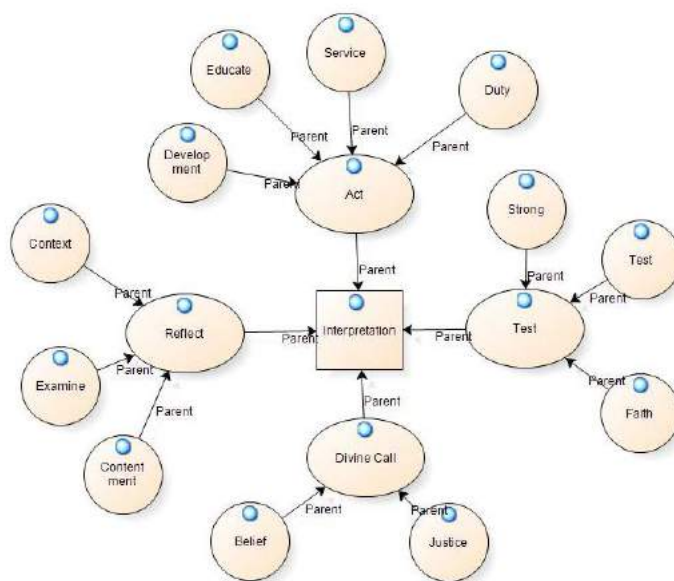 Service
Educate
Duty
Parent
Parent
Parent
Develop
ment
Parent
Act
Strong
Context
Parent
Parent
Test
Parent
Parent
Reflect
Parent
Interpretation
Parent
Test
Examine
Parent
Parent
Parent
Faith
Content
ment
Parent
Divine Call
Parent
Parent
Belief
Justice